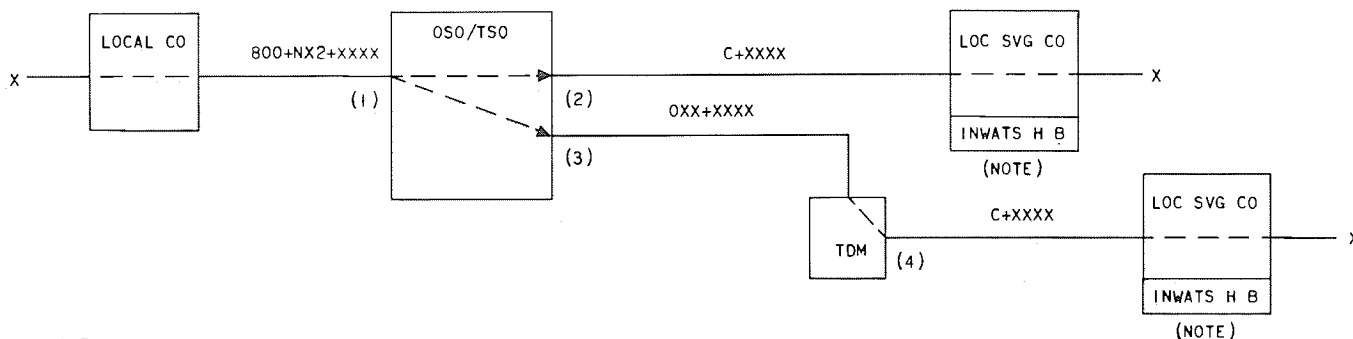 X
LOCAL CO
800+NX2+XXXX
(1)
OSO/TSO
(2)
C+XXXX
(3)
OXX+XXXX
LOC SVG CO
INWATS H B
(NOTE)
X
TDM
(4)
C+XXXX
LOC SVG CO
INWATS H B
(NOTE)
X